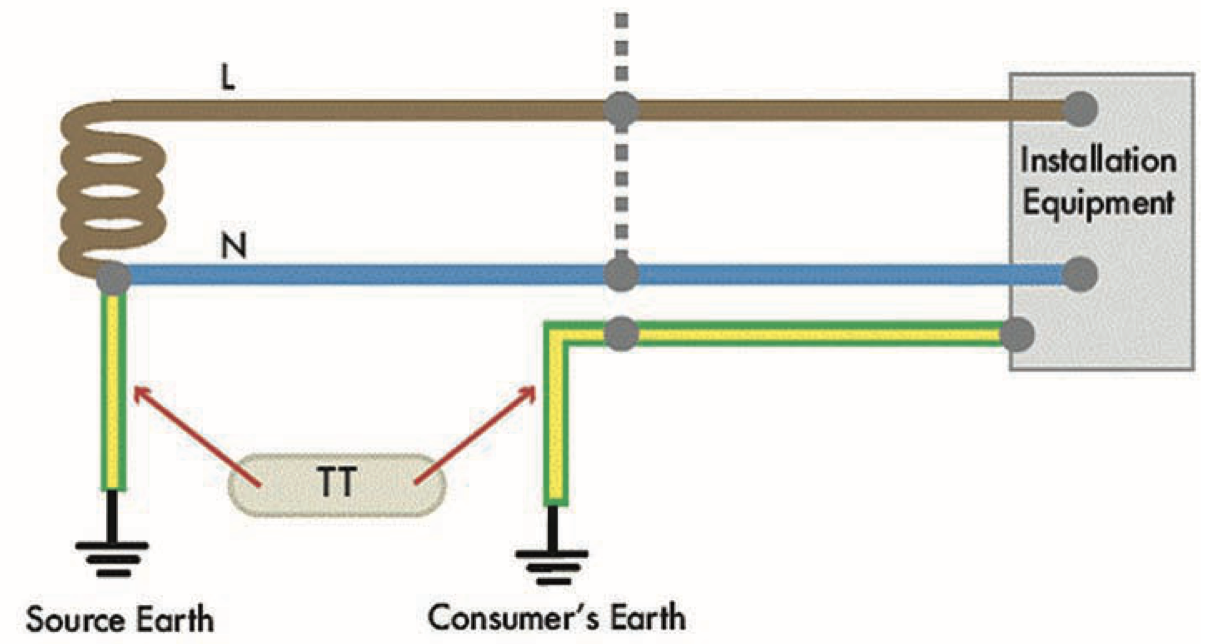 L
N
Installation
Equipment
TT
Source Earth
Consumer's Earth